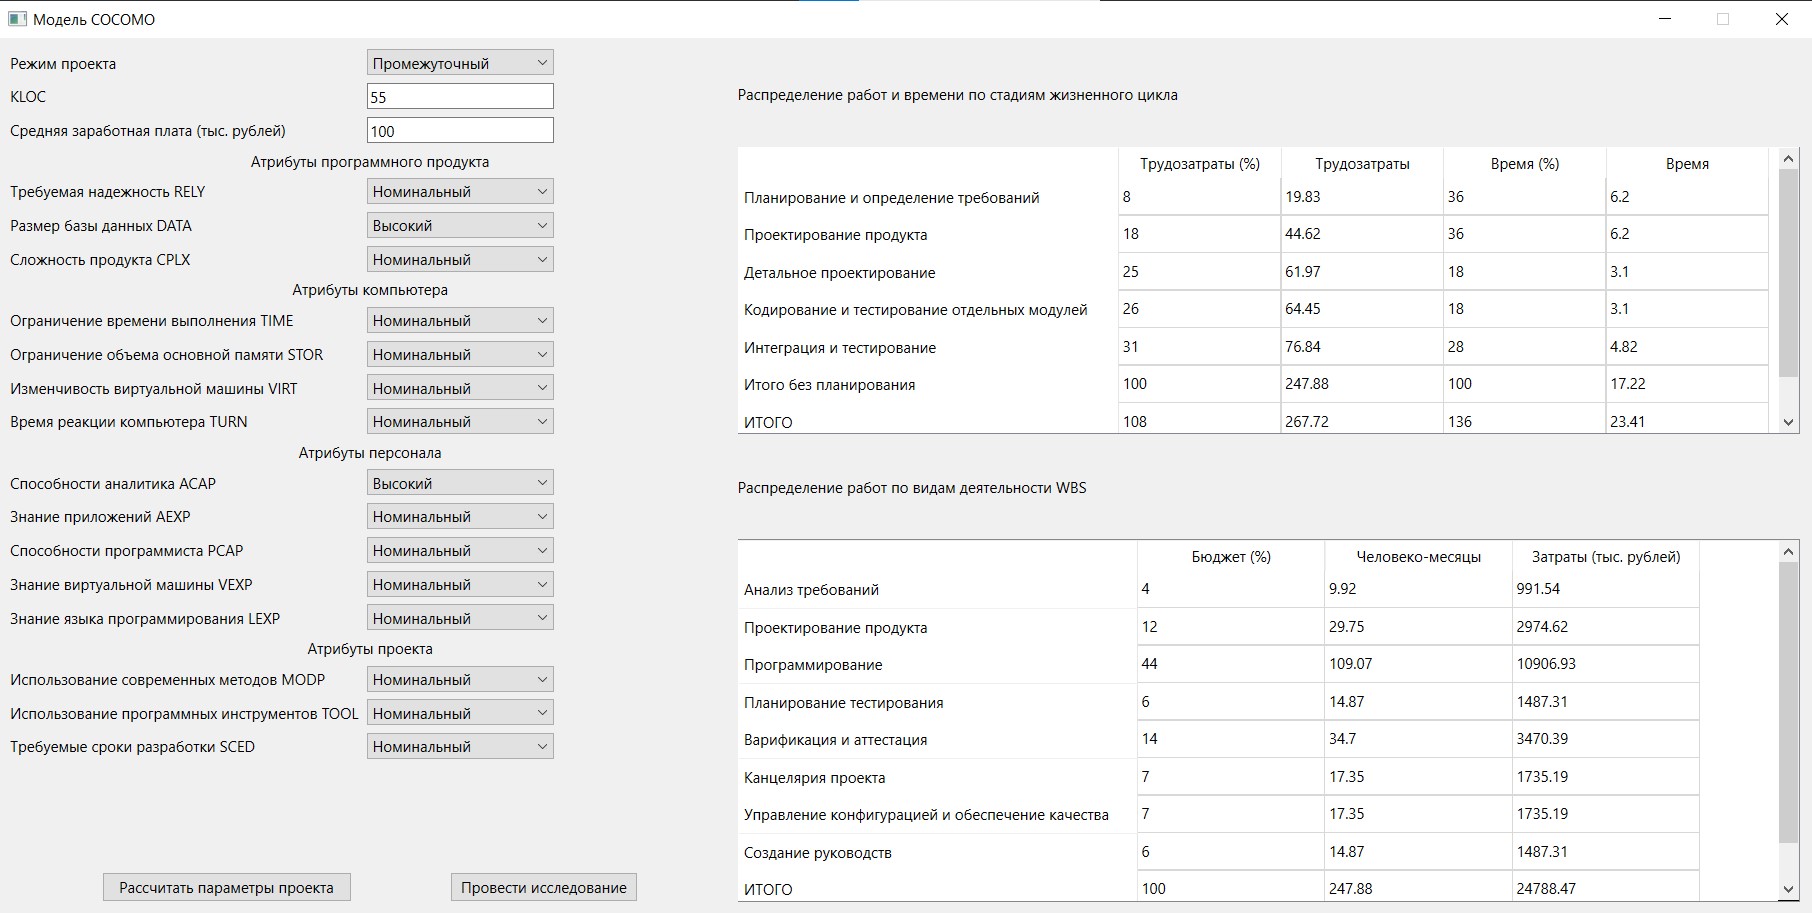 Модель COCOMO
Режим проекта Промежуточный
KLOC 55
Средняя заработная плата (тыс. рублей) 100
Атрибуты программного продукта
Требуемая надежность RELY Номинальный
Размер базы данных DATA Высокий
Сложность продукта CPLX Номинальный
Атрибуты компьютера
Ограничение времени выполнения TIME Номинальный
Ограничение объема основной памяти STOR Номинальный
Изменчивость виртуальной машины VIRT Номинальный
Время реакции компьютера TURN Номинальный
Атрибуты персонала
Способности аналитика ACAP Высокий
Знание приложений AEXP Номинальный
Способности программиста PCAP Номинальный
Знание виртуальной машины VEXP Номинальный
Знание языка программирования LEXP Номинальный
Атрибуты проекта
Использование современных методов MODP Номинальный
Использование программных инструментов TOOL Номинальный
Требуемые сроки разработки SCED Номинальный
Рассчитать параметры проекта Провести исследование
Распределение работ и времени по стадиям жизненного цикла
Трудозатраты (%) Трудозатраты Время (%) Время
Планирование и определение требований 8 19.83 36 6.2
Проектирование продукта 18 44.62 36 6.2
Детальное проектирование 25 61.97 18 3.1
Кодирование и тестирование отдельных модулей 26 64.45 18 3.1
Интеграция и тестирование 31 76.84 28 4.82
Итого без планирования 100 247.88 100 17.22
ИТОГО 108 267.72 136 23.41
Распределение работ по видам деятельности WBS
Бюджет (%) Человеко-месяцы Затраты (тыс. рублей)
Анализ требований 4 9.92 991.54
Проектирование продукта 12 29.75 2974.62
Программирование 44 109.07 10906.93
Планирование тестирования 6 14.87 1487.31
Варификация и аттестация 14 34.7 3470.39
Канцелярия проекта 7 17.35 1735.19
Управление конфигурацией и обеспечение качества 7 17.35 1735.19
Создание руководств 6 14.87 1487.31
ИТОГО 100 247.88 24788.47